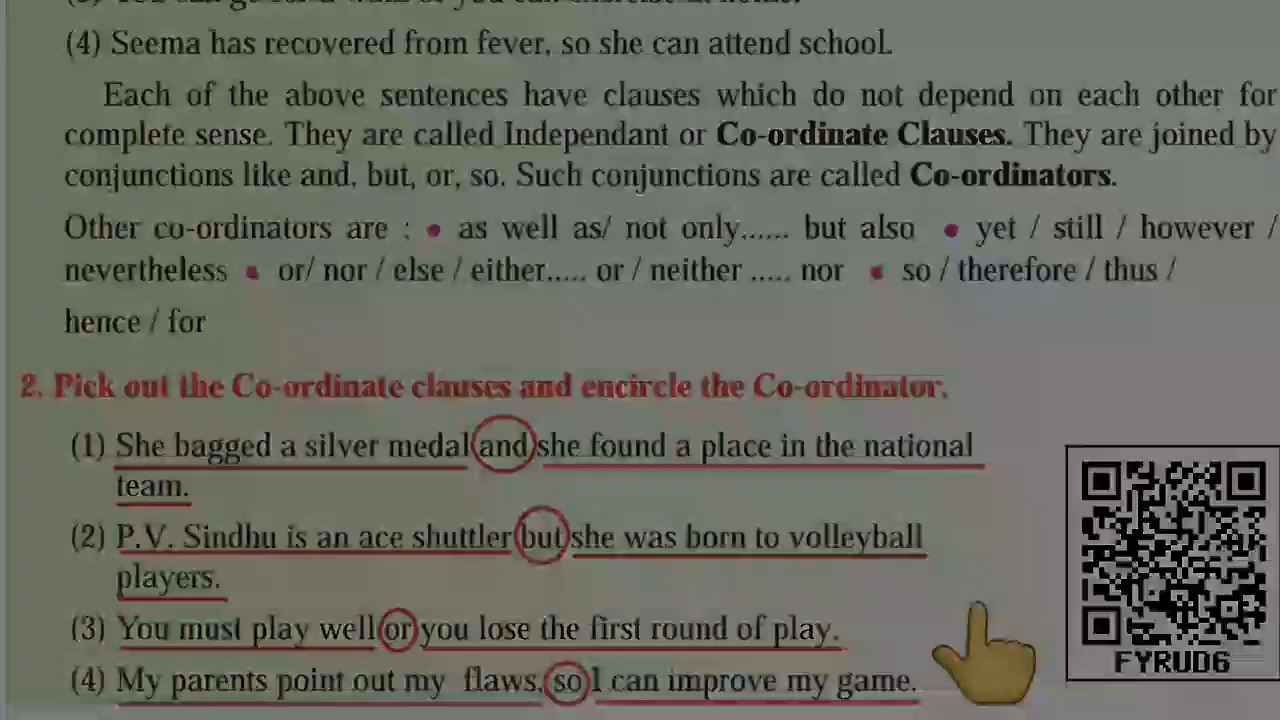 (4) Seema has recovered from fever, so she can attend school.
Each of the above sentences have clauses which do not depend on each other for
complete sense. They are called Independant or Co-ordinate Clauses. They are joined by
conjunctions like and, but, or, so. Such conjunctions are called Co-ordinators.
Other co-ordinators are : • as well as/ not only...... but also • yet / still / however /
nevertheless • or/ nor / else / either..... or / neither ..... nor • so / therefore / thus /
hence / for
2. Pick out the Co-ordinate clauses and encircle the Co-ordinator.
(1) She bagged a silver medal and she found a place in the national
team.
(2) P.V. Sindhu is an ace shuttler but she was born to volleyball
players.
(3) You must play well or you lose the first round of play.
(4) My parents point out my flaws, so I can improve my game.
FYRUD6